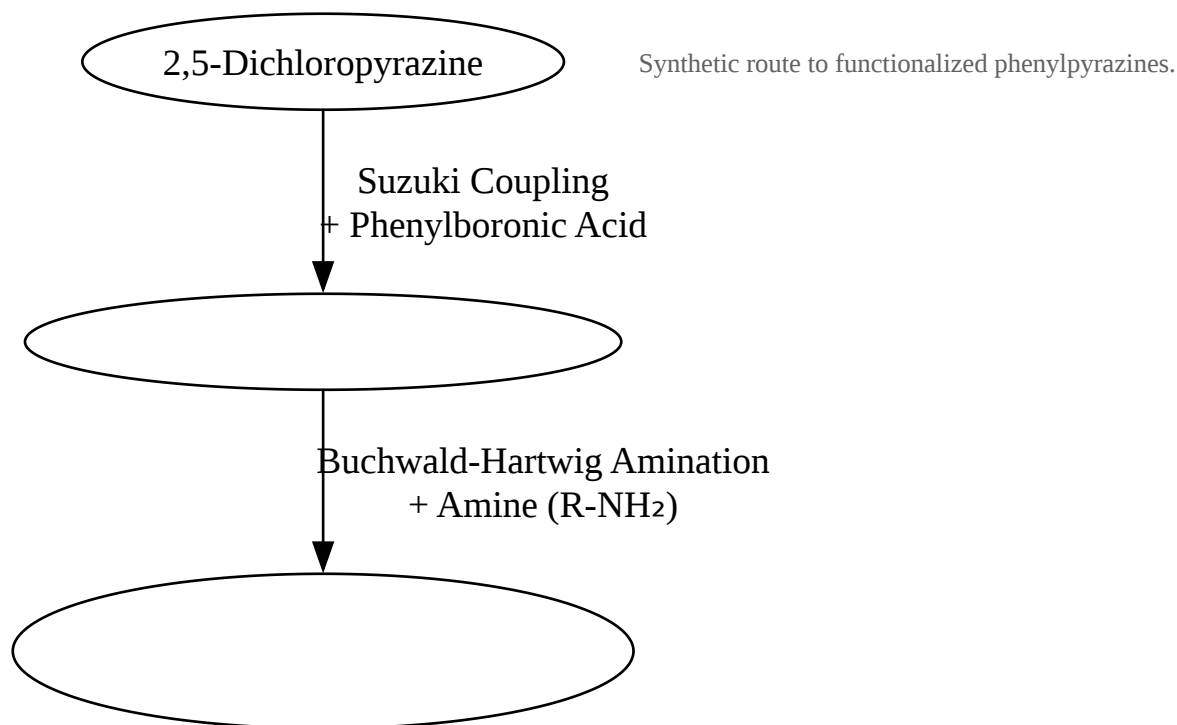 2,5-Dichloropyrazine
Synthetic route to functionalized phenylpyrazines.
Suzuki Coupling
+ Phenylboronic Acid
Buchwald-Hartwig Amination
+ Amine (R-NH₂)